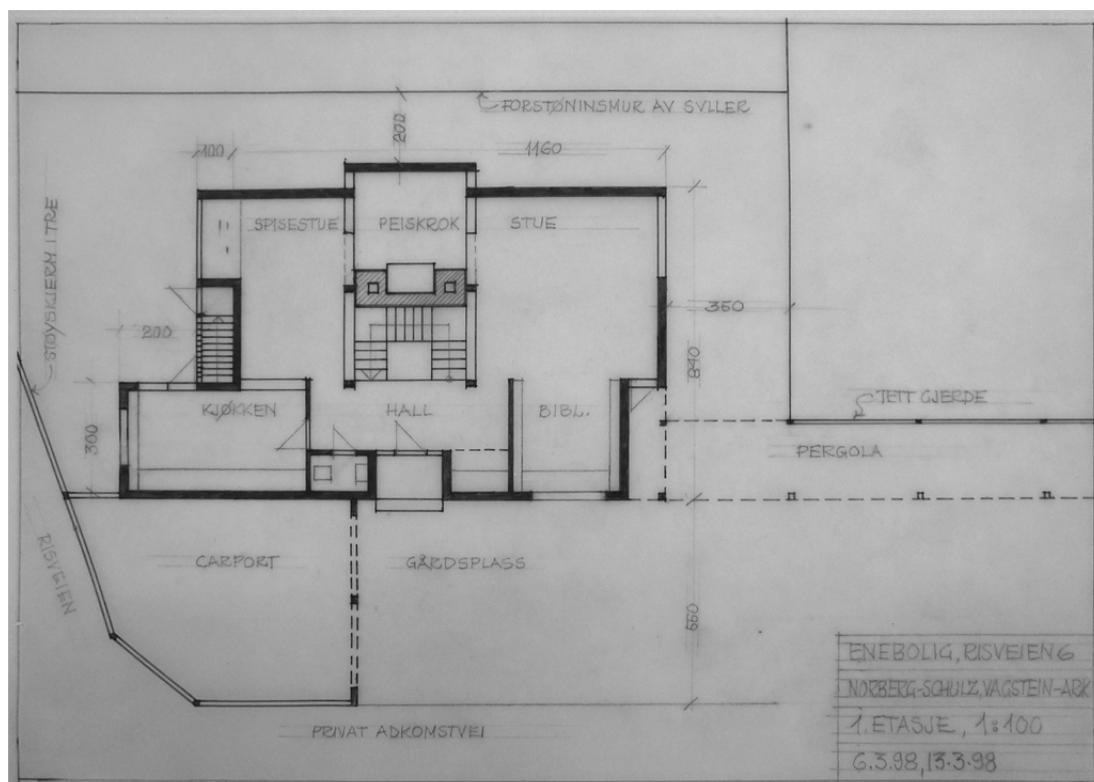 FORSTØNINSMUR AV SVILLER
200
100
1160
STØYSKJERM I TRE
SPISESTUE
PEISKROK
STUE
200
360
840
KJØKKEN
HALL
BIBL.
TETT GJERDE
300
PERGOLA
RISVEIEN
CARPORT
GÅRDSPLASS
660
ENEBOLIG, RISVEIEN 6
NORBERG-SCHULZ, VAGSTEIN-ARK
1. ETASJE, 1:100
6.3.98, 13.3.98
PRIVAT ADKOMSTVEI